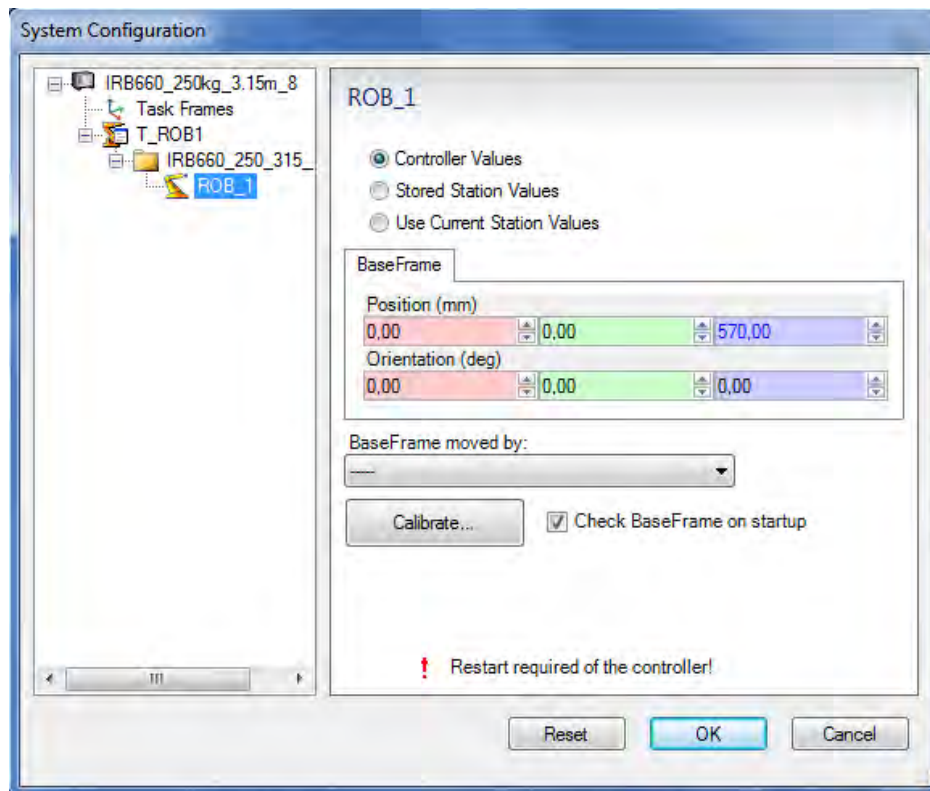 System Configuration
IRB660_250kg_3.15m_8
Task Frames
T_ROB1
IRB660_250_315_
ROB_1
ROB_1
Controller Values
Stored Station Values
Use Current Station Values
BaseFrame
Position (mm)
0,00 0,00 570,00
Orientation (deg)
0,00 0,00 0,00
BaseFrame moved by:
----
Calibrate... Check BaseFrame on startup
! Restart required of the controller!
Reset OK Cancel